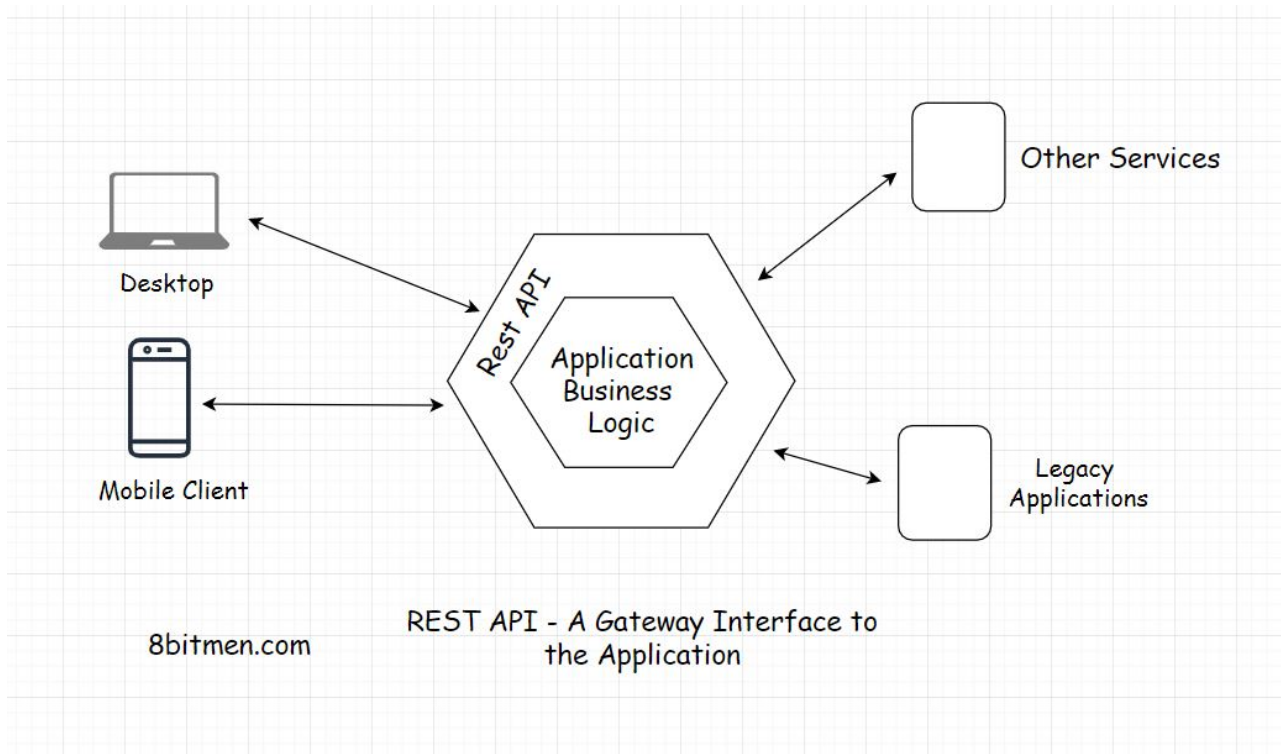 Other Services
Desktop
Rest API
Application
Business
Logic
Mobile Client
Legacy
Applications
REST API - A Gateway Interface to
the Application
8bitmen.com